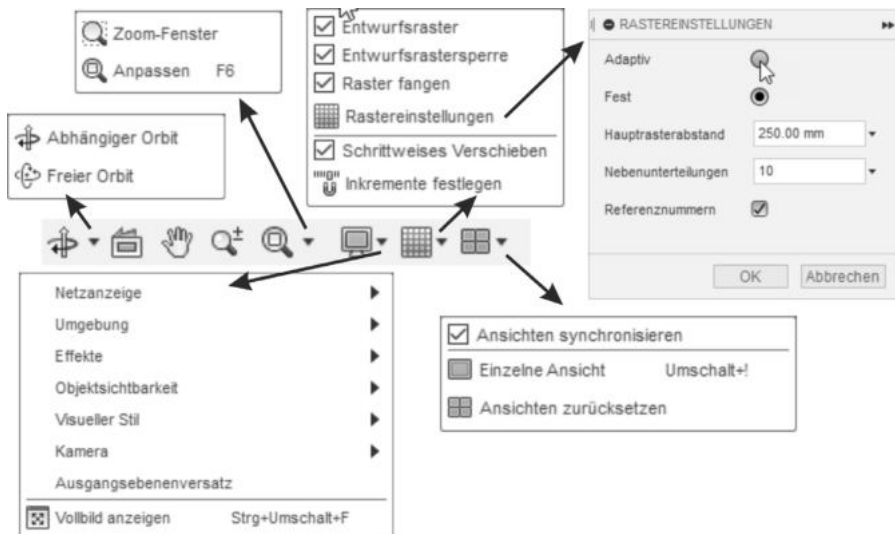 Zoom-Fenster
Anpassen F6
Entwurfsraster
Entwurfsrastersperre
Raster fangen
Rastereinstellungen
Schrittweises Verschieben
Inkremente festlegen
RASTEREINSTELLUNGEN
Adaptiv
Fest
Hauptrasterabstand 250.00 mm
Nebenunterteilungen 10
Referenznummern
OK Abbrechen
Abhängiger Orbit
Freier Orbit
Netzanzeige
Umgebung
Effekte
Objektsichtbarkeit
Visueller Stil
Kamera
Ausgangsebenenversatz
Vollbild anzeigen Strg+Umschalt+F
Ansichten synchronisieren
Einzelne Ansicht Umschalt+!
Ansichten zurücksetzen